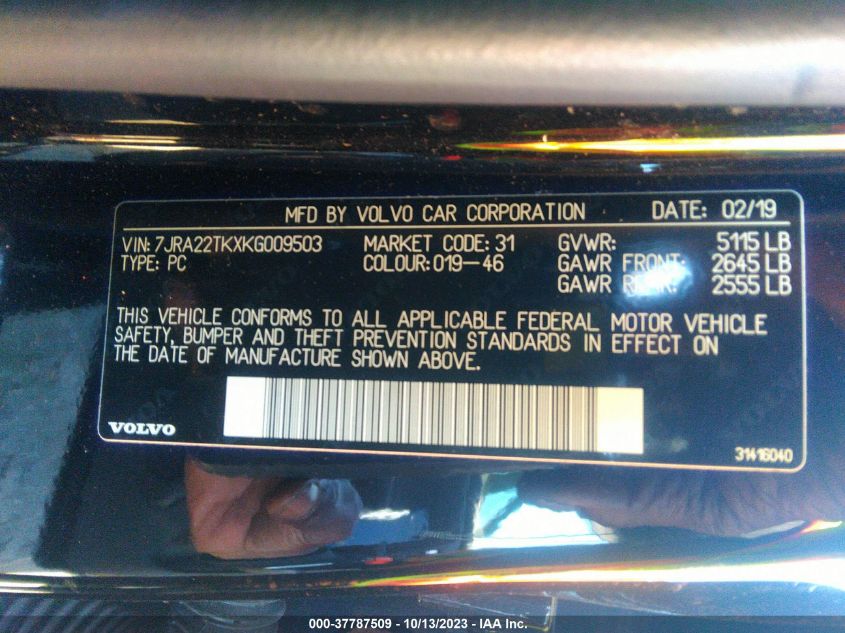 MFD BY VOLVO CAR CORPORATION DATE: 02/19
VIN: 7JRA22TKXKG009503 MARKET CODE: 31 GVWR: 5115 LB
TYPE: PC COLOUR: 019-46 GAWR FRONT: 2645 LB
GAWR REAR: 2555 LB
THIS VEHICLE CONFORMS TO ALL APPLICABLE FEDERAL MOTOR VEHICLE
SAFETY, BUMPER AND THEFT PREVENTION STANDARDS IN EFFECT ON
THE DATE OF MANUFACTURE SHOWN ABOVE.
VOLVO
31416040
000-37787509 - 10/13/2023 - IAA Inc.